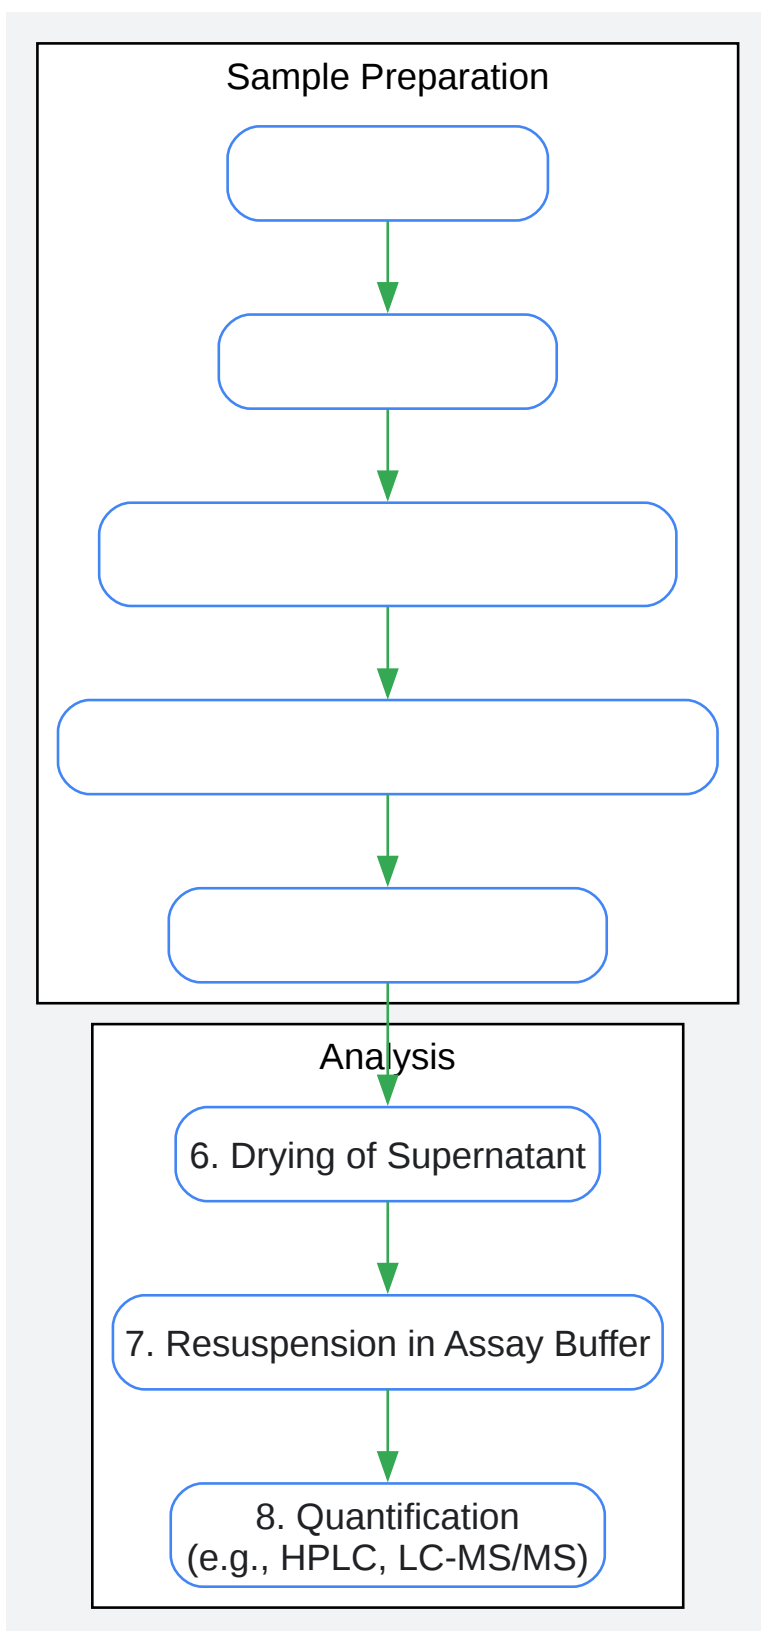 Sample Preparation
Analysis
6. Drying of Supernatant
7. Resuspension in Assay Buffer
8. Quantification
(e.g., HPLC, LC-MS/MS)